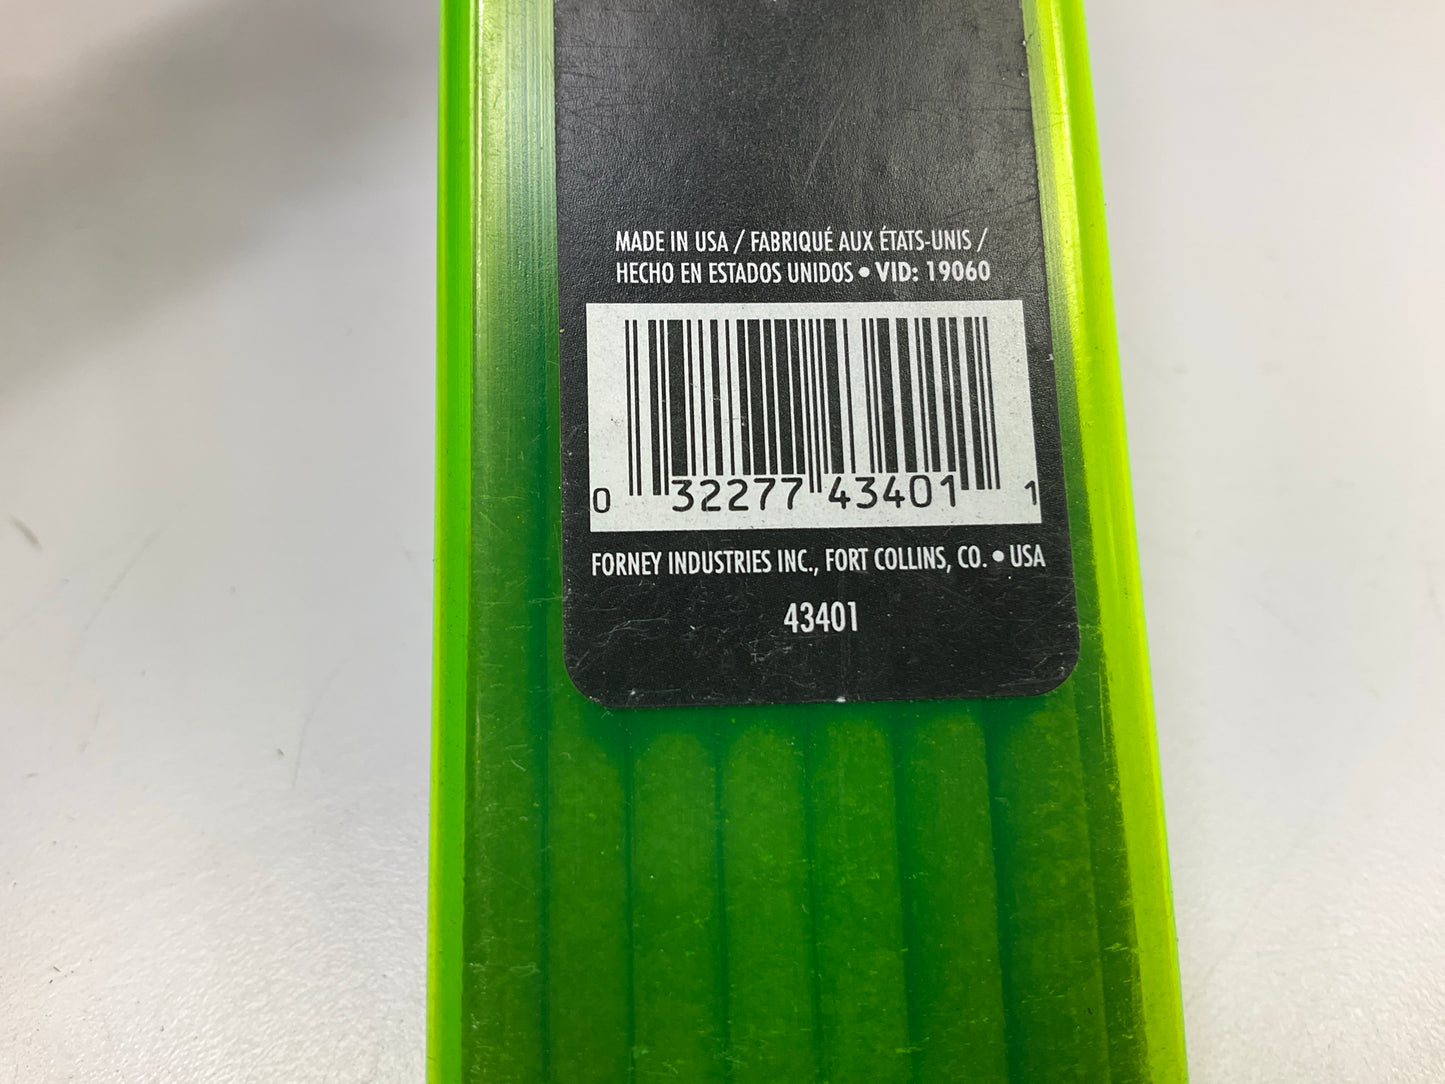 MADE IN USA / FABRIQUÉ AUX ÉTATS-UNIS /
HECHO EN ESTADOS UNIDOS • VID: 19060
0 32277 43401 1
FORNEY INDUSTRIES INC., FORT COLLINS, CO. • USA
43401